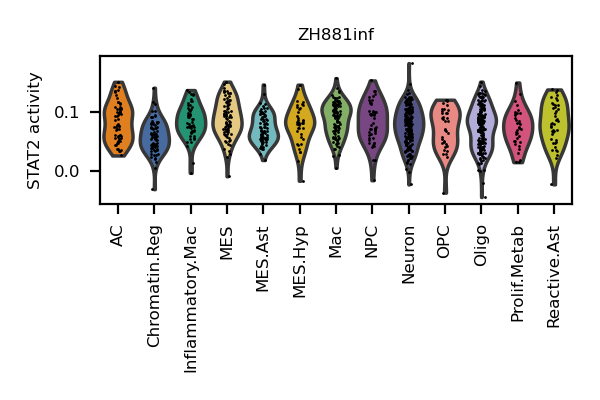 ZH881inf
STAT2 activity
0.1
0.0
AC
Chromatin.Reg
Inflammatory.Mac
MES
MES.Ast
MES.Hyp
Mac
NPC
Neuron
OPC
Oligo
Prolif.Metab
Reactive.Ast